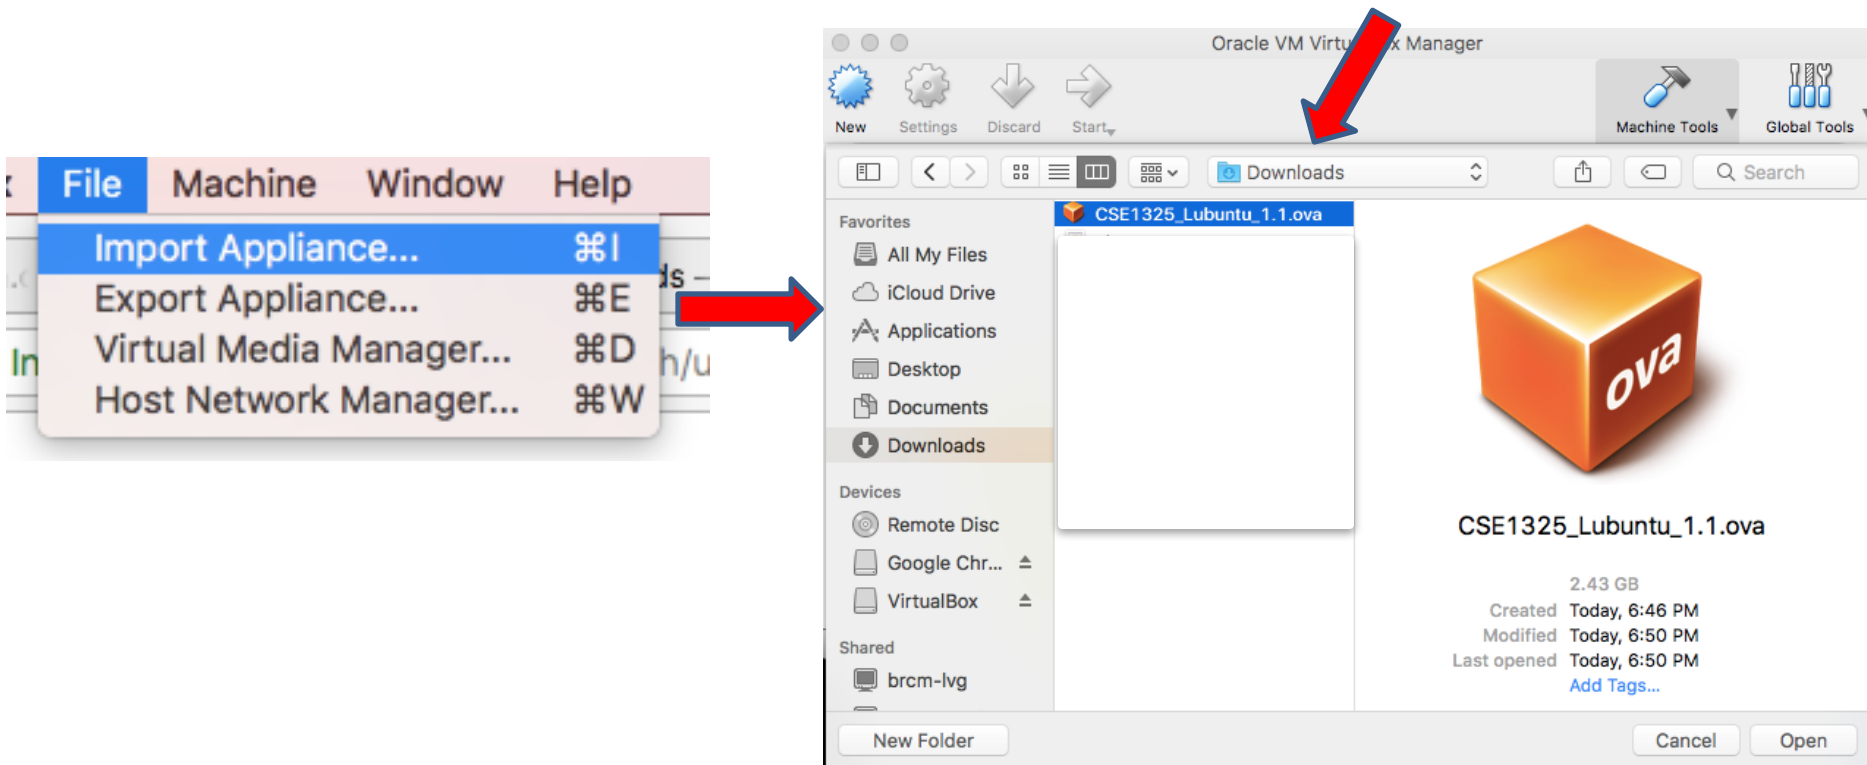 File Machine Window Help
Import Appliance... ⌘I
Export Appliance... ⌘E
Virtual Media Manager... ⌘D
Host Network Manager... ⌘W
In
h/u
Oracle VM Virtu x Manager
New Settings Discard Start
Machine Tools Global Tools
Downloads
Search
Favorites
All My Files
iCloud Drive
Applications
Desktop
Documents
Downloads
Devices
Remote Disc
Google Chr...
VirtualBox
Shared
brcm-lvg
CSE1325_Lubuntu_1.1.ova
ova
CSE1325_Lubuntu_1.1.ova
2.43 GB
Created Today, 6:46 PM
Modified Today, 6:50 PM
Last opened Today, 6:50 PM
Add Tags...
New Folder
Cancel Open